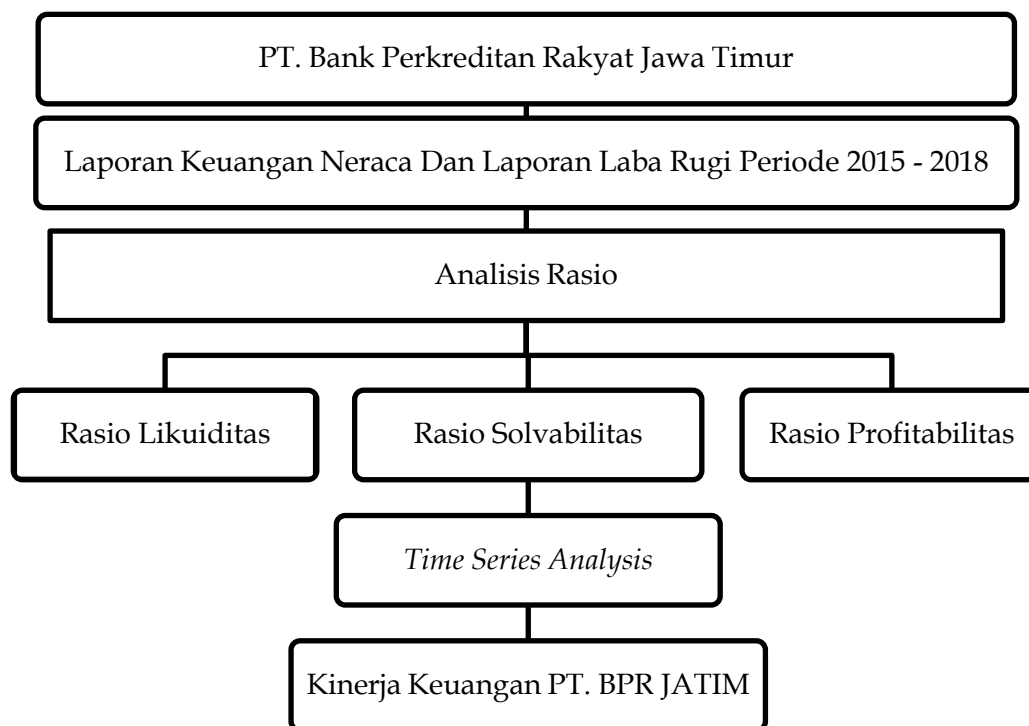 PT. Bank Perkreditan Rakyat Jawa Timur
Laporan Keuangan Neraca Dan Laporan Laba Rugi Periode 2015 - 2018
Analisis Rasio
Rasio Likuiditas
Rasio Solvabilitas
Rasio Profitabilitas
Time Series Analysis
Kinerja Keuangan PT. BPR JATIM